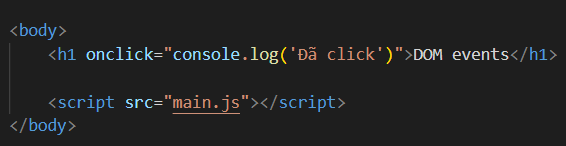 <body>
<h1 onclick="console.log('Đã click')">DOM events</h1>
<script src="main.js"></script>
</body>